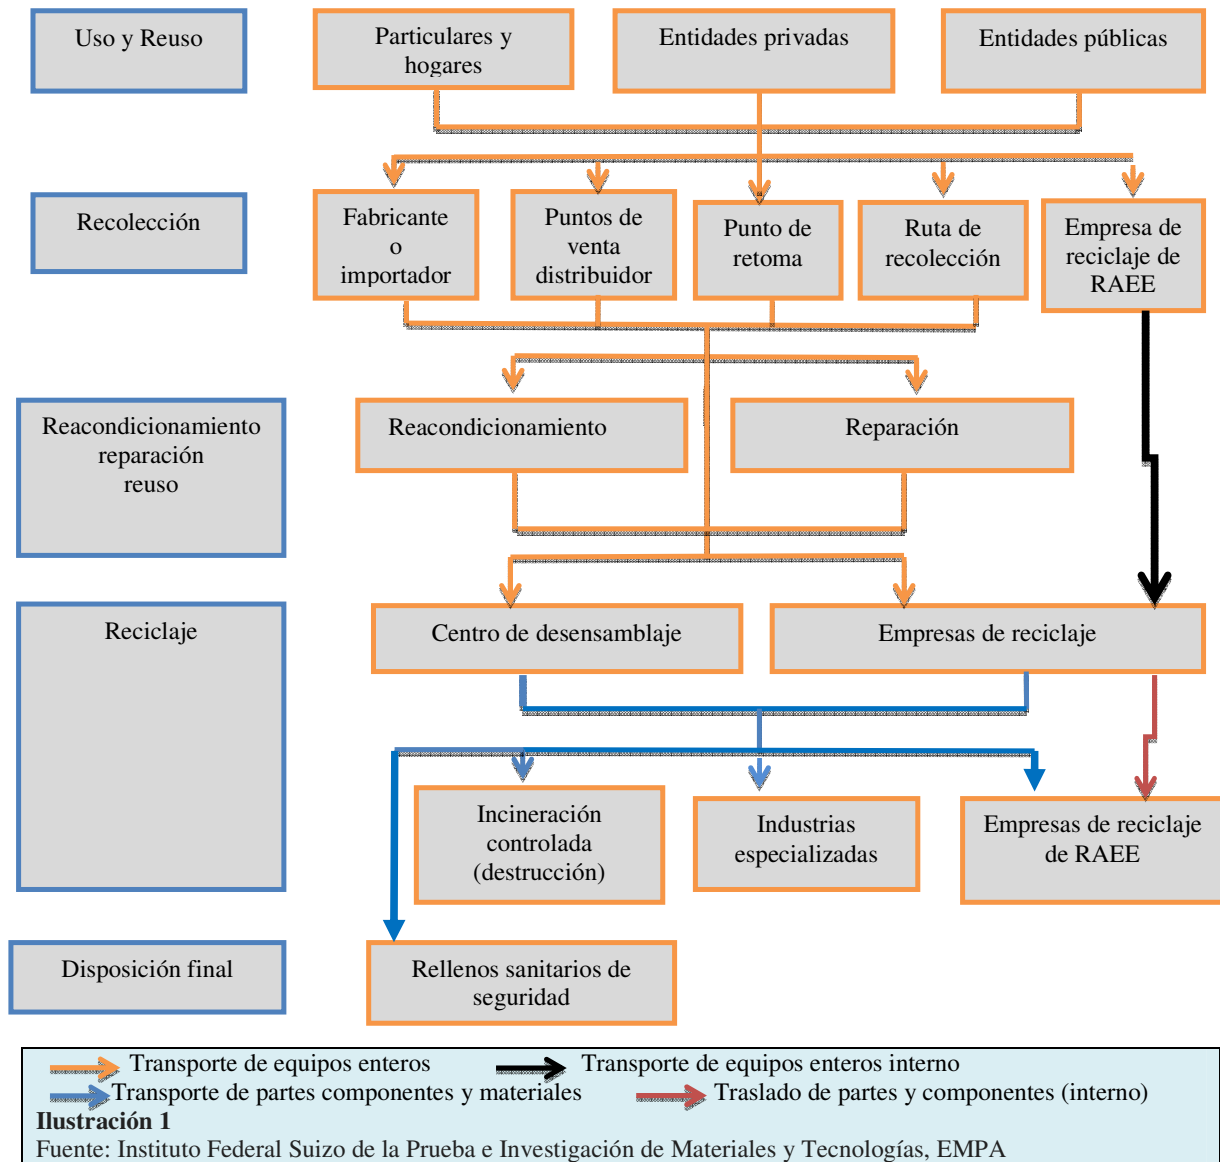 Uso y Reuso
Particulares y
hogares
Entidades privadas
Entidades públicas
Recolección
Fabricante
o
importador
Puntos de
venta
distribuidor
Punto de
retoma
Ruta de
recolección
Empresa de
reciclaje de
RAEE
Reacondicionamiento
reparación
reuso
Reacondicionamiento
Reparación
Reciclaje
Centro de desensamblaje
Empresas de reciclaje
Incineración
controlada
(destrucción)
Industrias
especializadas
Empresas de reciclaje
de RAEE
Disposición final
Rellenos sanitarios de
seguridad
Transporte de equipos enteros
Transporte de equipos enteros interno
Transporte de partes componentes y materiales
Traslado de partes y componentes (interno)
Ilustración 1
Fuente: Instituto Federal Suizo de la Prueba e Investigación de Materiales y Tecnologías, EMPA